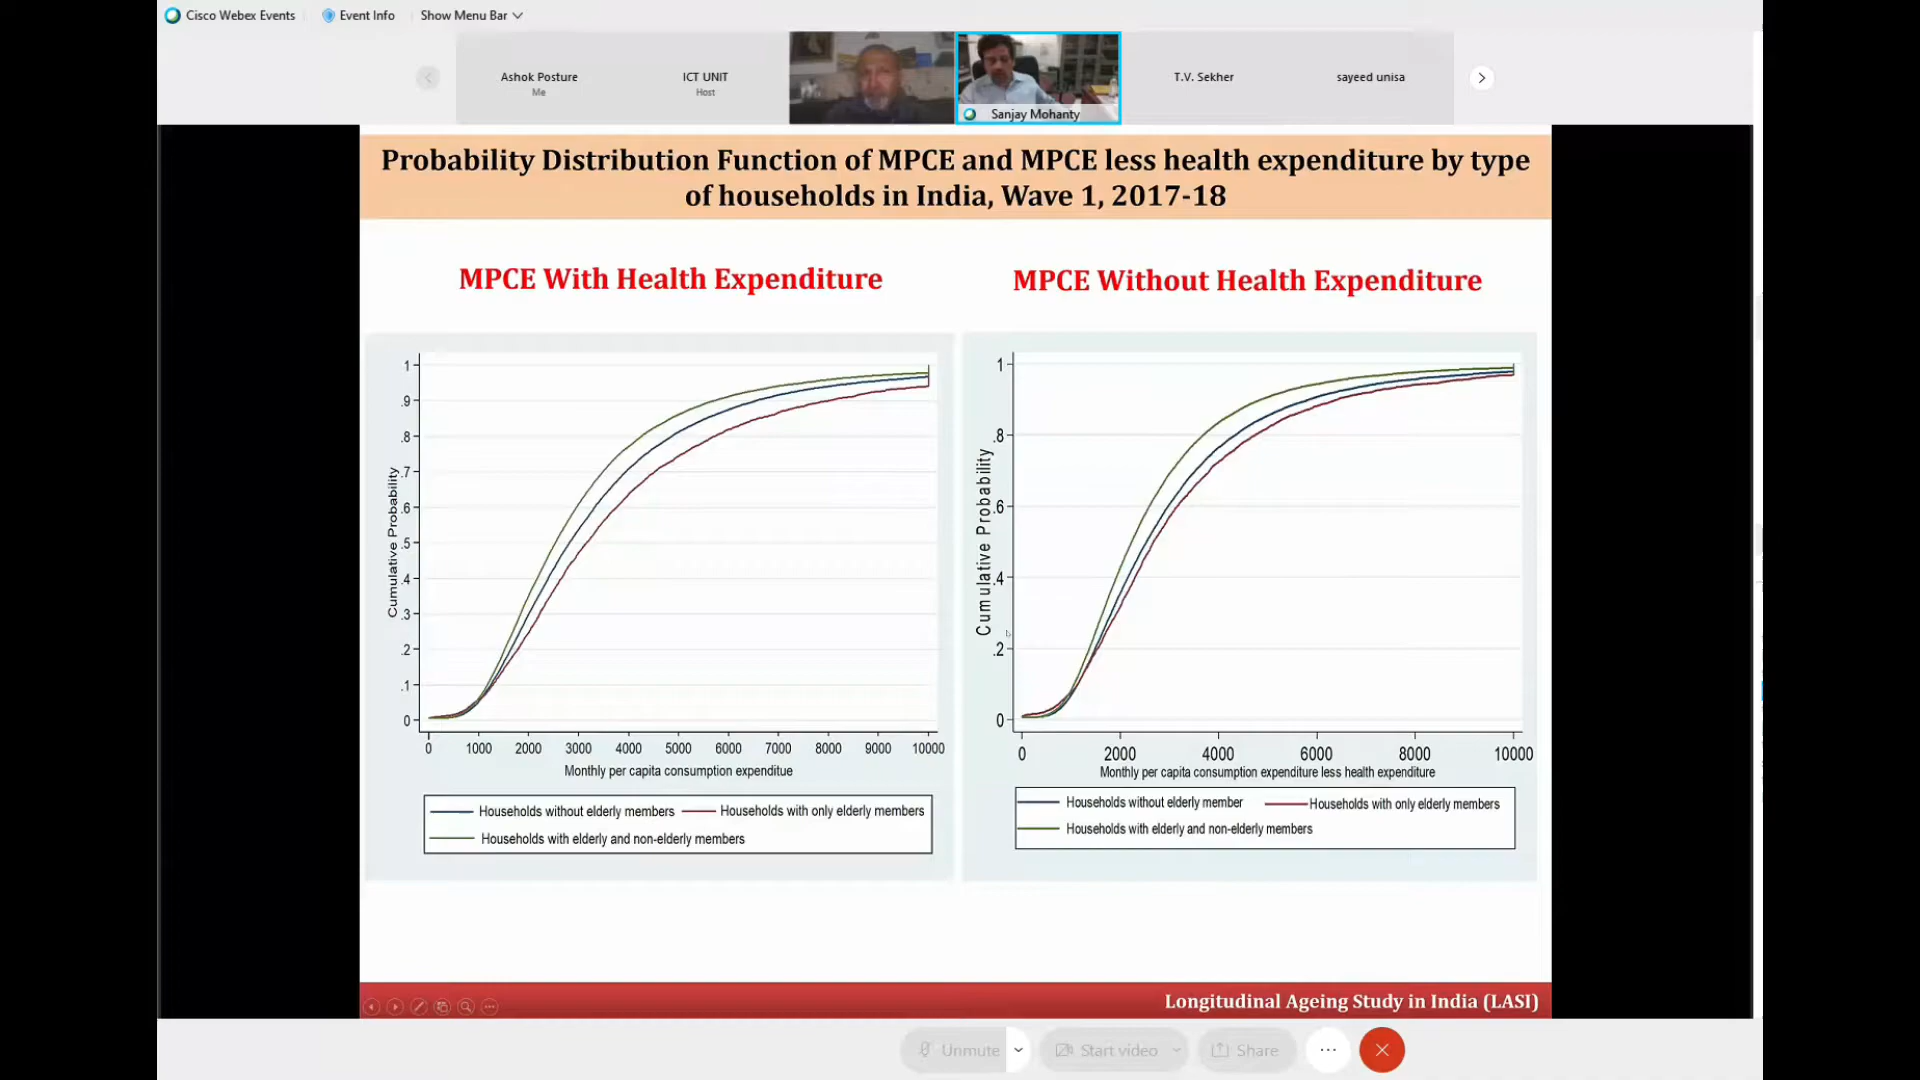 Cisco Webex Events
Event Info
Show Menu Bar
Ashok Posture
Me
ICT UNIT
Host
Sanjay Mohanty
T.V. Sekher
sayeed unisa
Probability Distribution Function of MPCE and MPCE less health expenditure by type
of households in India, Wave 1, 2017-18
MPCE With Health Expenditure
MPCE Without Health Expenditure
Cumulative Probability
1
.9
.8
.7
.6
.5
.4
.3
.2
.1
0
0 1000 2000 3000 4000 5000 6000 7000 8000 9000 10000
Monthly per capita consumption expenditue
Households without elderly members
Households with only elderly members
Households with elderly and non-elderly members
Cumulative Probability
1
.8
.6
.4
.2
0
0 2000 4000 6000 8000 10000
Monthly per capita consumption expenditure less health expenditure
Households without elderly member
Households with only elderly members
Households with elderly and non-elderly members
Longitudinal Ageing Study in India (LASI)
Unmute
Start video
Share